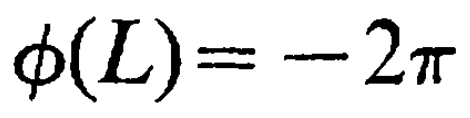 ϕ(L) = − 2π